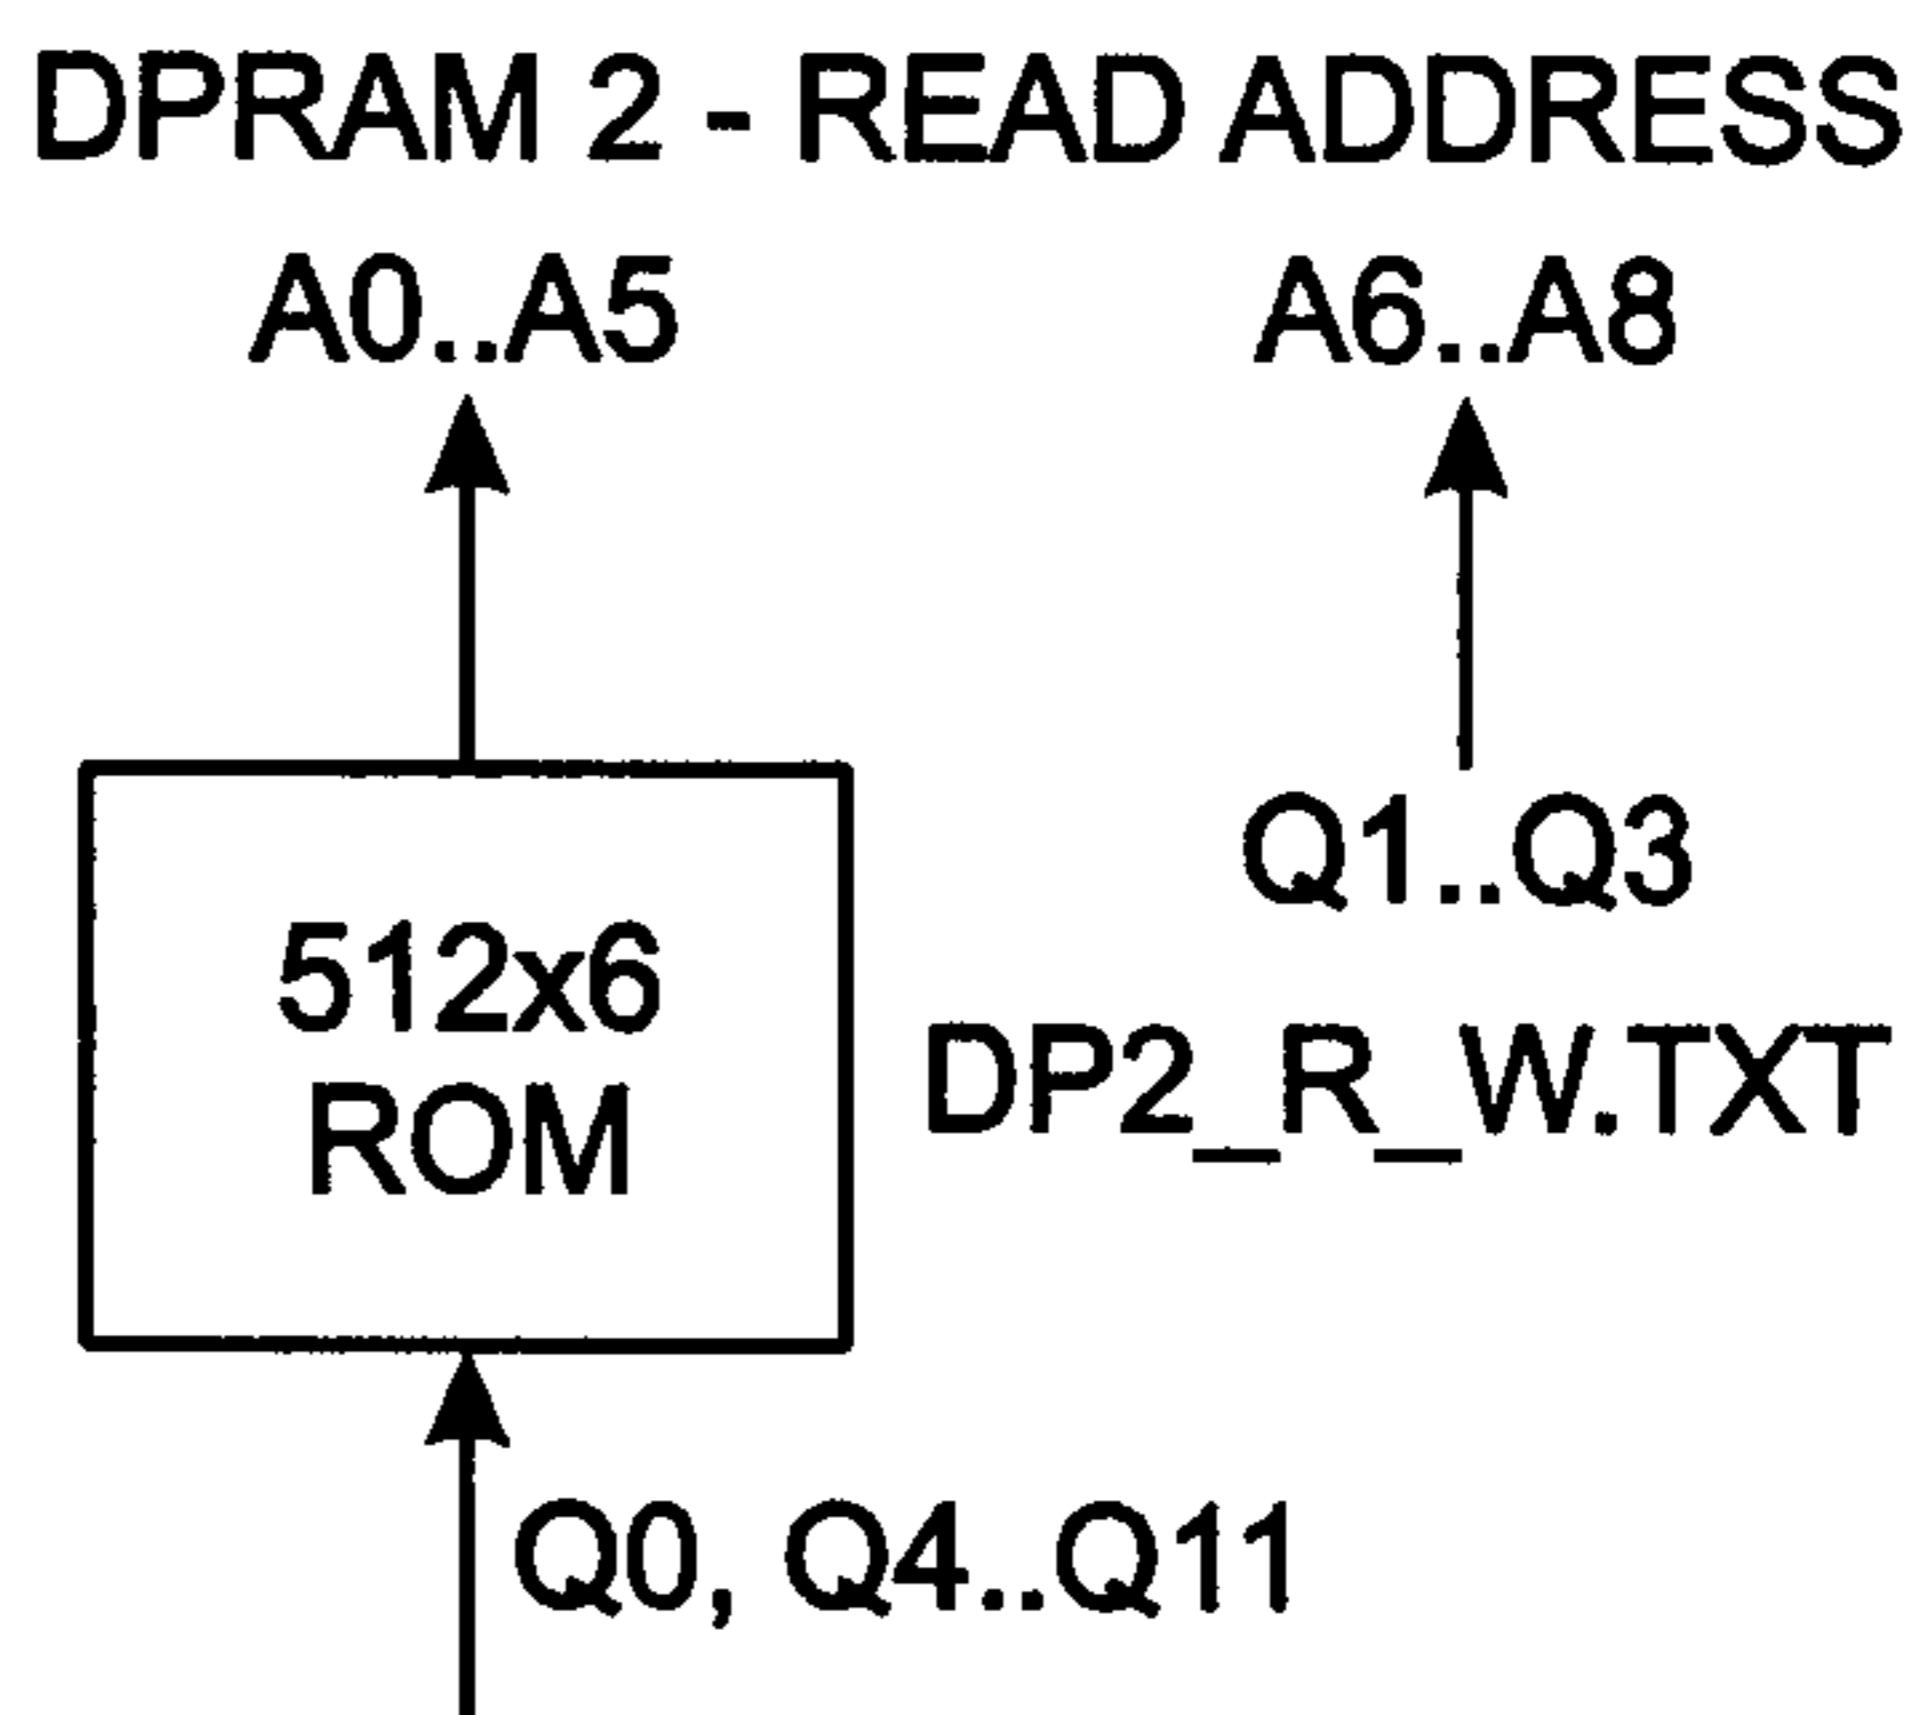 DPRAM 2 - READ ADDRESS
A0..A5 A6..A8
Q1..Q3
512x6
ROM
DP2_R_W.TXT
Q0, Q4..Q11